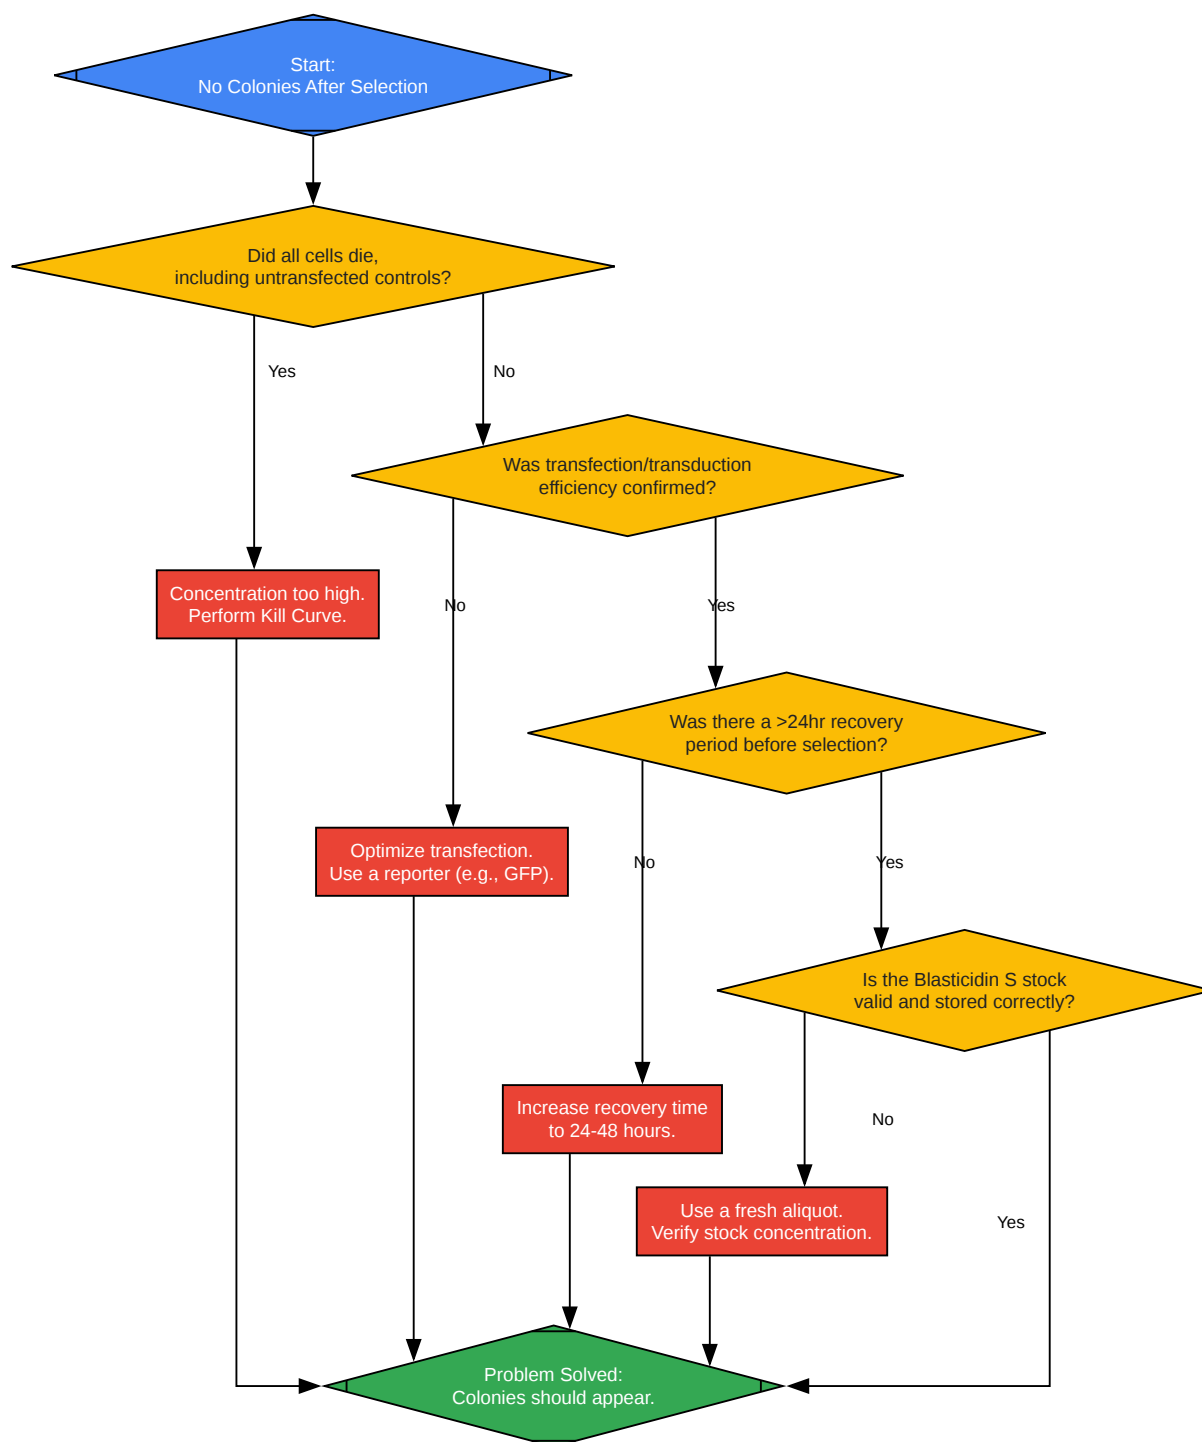 Start:
No Colonies After Selection
Did all cells die,
including untransfected controls?
Yes
No
Was transfection/transduction
efficiency confirmed?
Concentration too high.
Perform Kill Curve.
No
Yes
Was there a >24hr recovery
period before selection?
Optimize transfection.
Use a reporter (e.g., GFP).
No
Yes
Is the Blasticidin S stock
valid and stored correctly?
Increase recovery time
to 24-48 hours.
No
Use a fresh aliquot.
Verify stock concentration.
Yes
Problem Solved:
Colonies should appear.